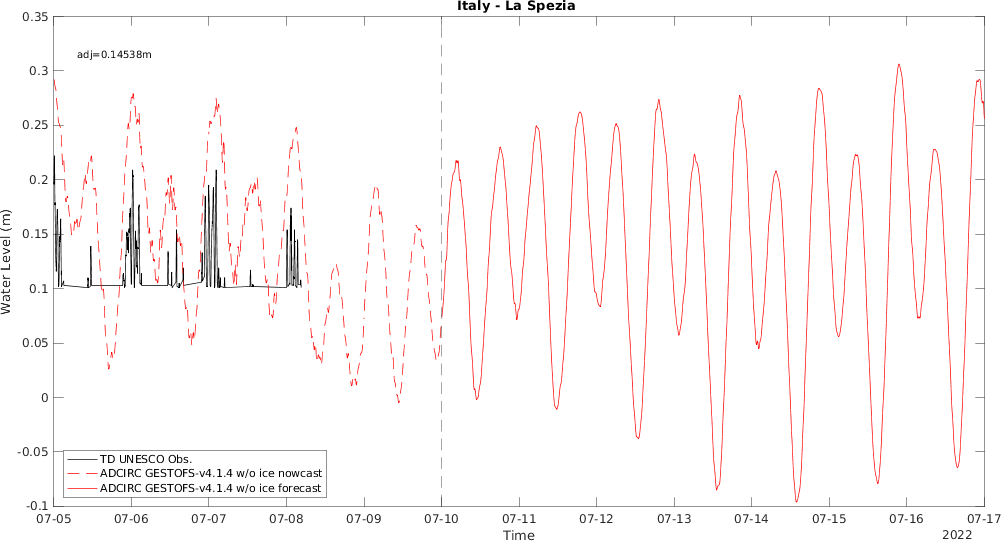 Italy - La Spezia
adj=0.14538m
Water Level (m)
0.35
0.3
0.25
0.2
0.15
0.1
0.05
0
-0.05
-0.1
TD UNESCO Obs.
ADCIRC GESTOFS-v4.1.4 w/o ice nowcast
ADCIRC GESTOFS-v4.1.4 w/o ice forecast
07-05 07-06 07-07 07-08 07-09 07-10 07-11 07-12 07-13 07-14 07-15 07-16 07-17
Time
2022